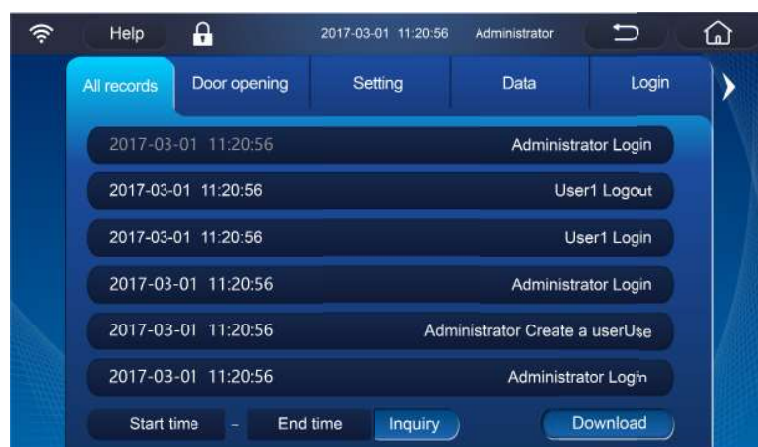 Help 2017-03-01 11:20:56 Administrator
All records Door opening Setting Data Login
2017-03-01 11:20:56 Administrator Login
2017-03-01 11:20:56 User1 Logout
2017-03-01 11:20:56 User1 Login
2017-03-01 11:20:56 Administrator Login
2017-03-01 11:20:56 Administrator Create a userUse
2017-03-01 11:20:56 Administrator Login
Start time – End time Inquiry Download